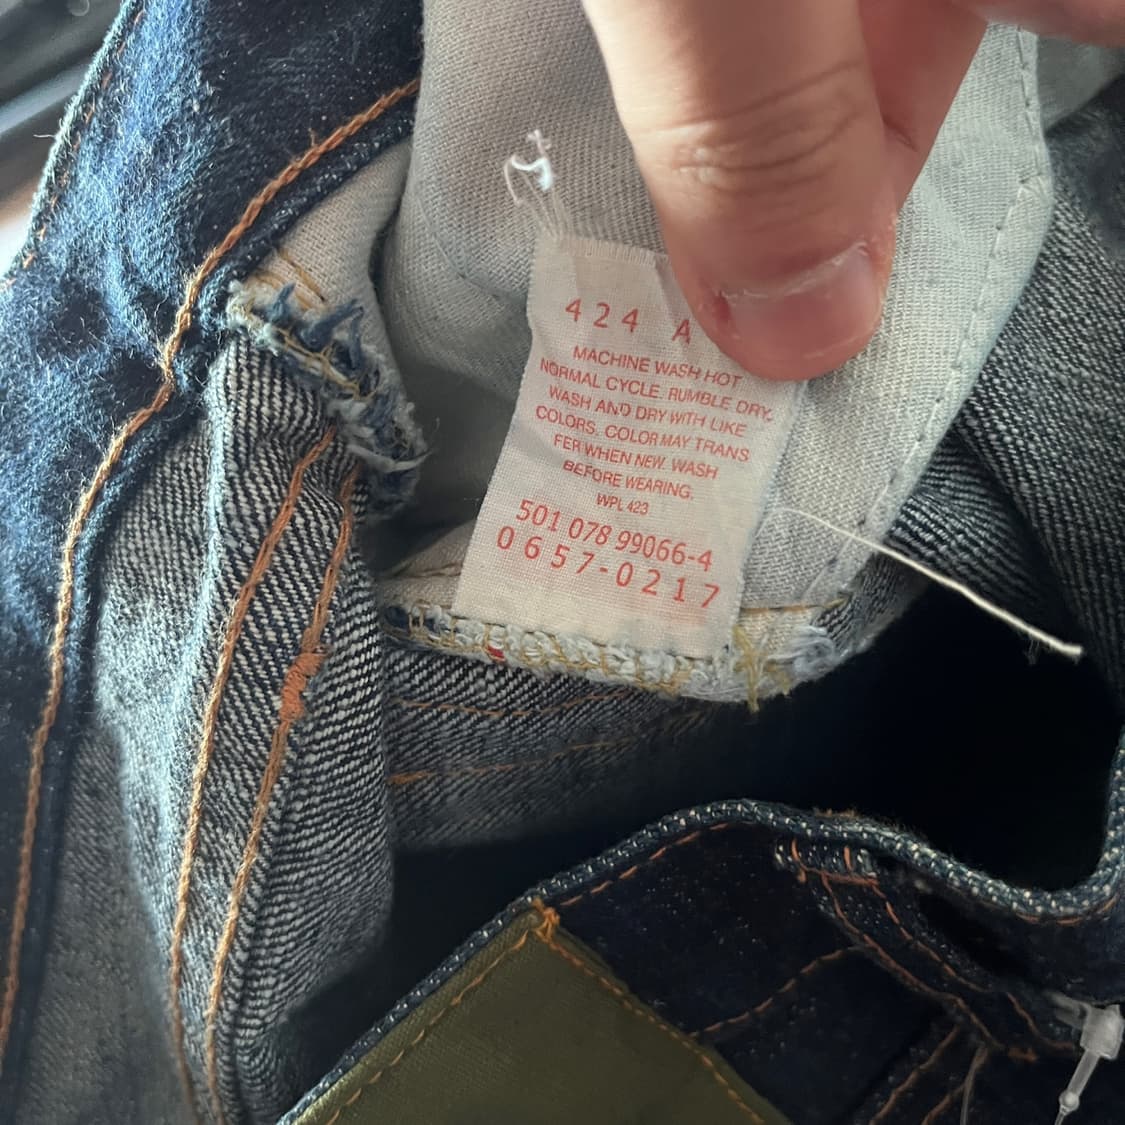 424 A
MACHINE WASH HOT
NORMAL CYCLE. RUMBLE DRY.
WASH AND DRY WITH LIKE
COLORS. COLOR MAY TRANS
FER WHEN NEW. WASH
BEFORE WEARING.
WPL 423
501 078 99066-4
0657-0217